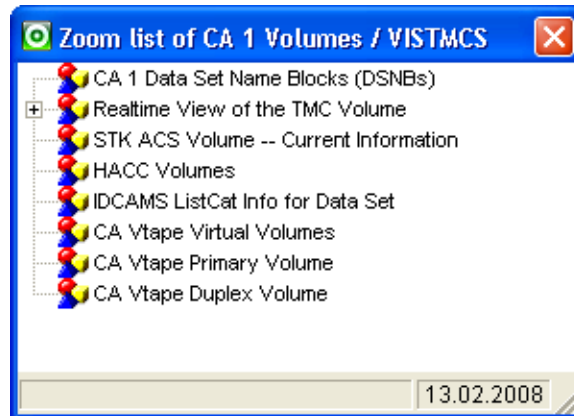 Zoom list of CA 1 Volumes / VISTMCS
CA 1 Data Set Name Blocks (DSNBs)
Realtime View of the TMC Volume
STK ACS Volume -- Current Information
HACC Volumes
IDCAMS ListCat Info for Data Set
CA Vtape Virtual Volumes
CA Vtape Primary Volume
CA Vtape Duplex Volume
13.02.2008